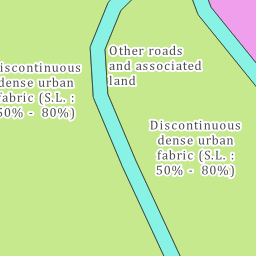 Other roads
and associated
land
iscontinuous
dense urban
fabric (S.L. :
50% - 80%)
Discontinuous
dense urban
fabric (S.L. :
50% - 80%)